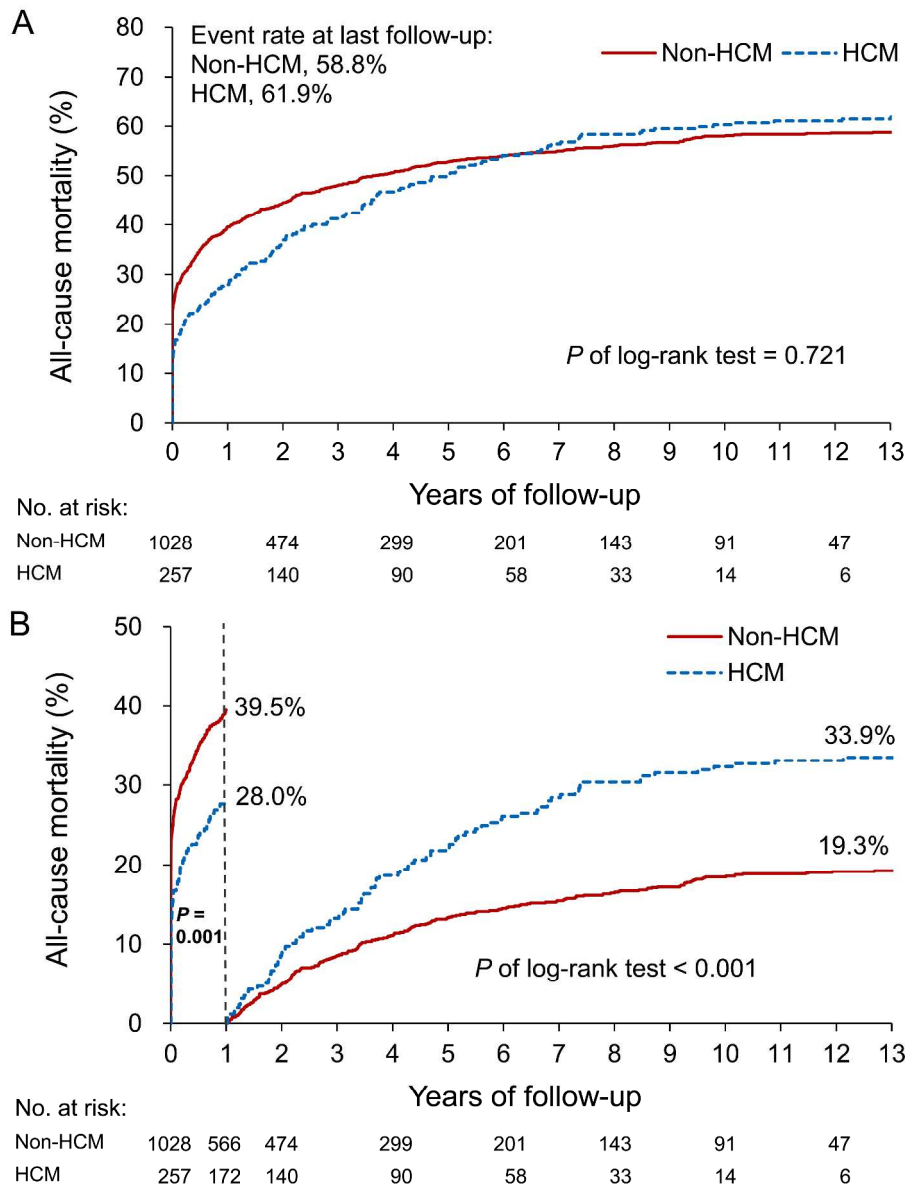 A
Event rate at last follow-up:
Non-HCM, 58.8%
HCM, 61.9%
Non-HCM HCM
All-cause mortality (%)
80
70
60
50
40
30
20
10
0
P of log-rank test = 0.721
0 1 2 3 4 5 6 7 8 9 10 11 12 13
Years of follow-up
No. at risk:
Non-HCM 1028 474 299 201 143 91 47
HCM 257 140 90 58 33 14 6
B
Non-HCM
HCM
All-cause mortality (%)
50
40
30
20
10
0
39.5%
28.0%
33.9%
19.3%
P =
0.001
P of log-rank test < 0.001
0 1 2 3 4 5 6 7 8 9 10 11 12 13
Years of follow-up
No. at risk:
Non-HCM 1028 566 474 299 201 143 91 47
HCM 257 172 140 90 58 33 14 6